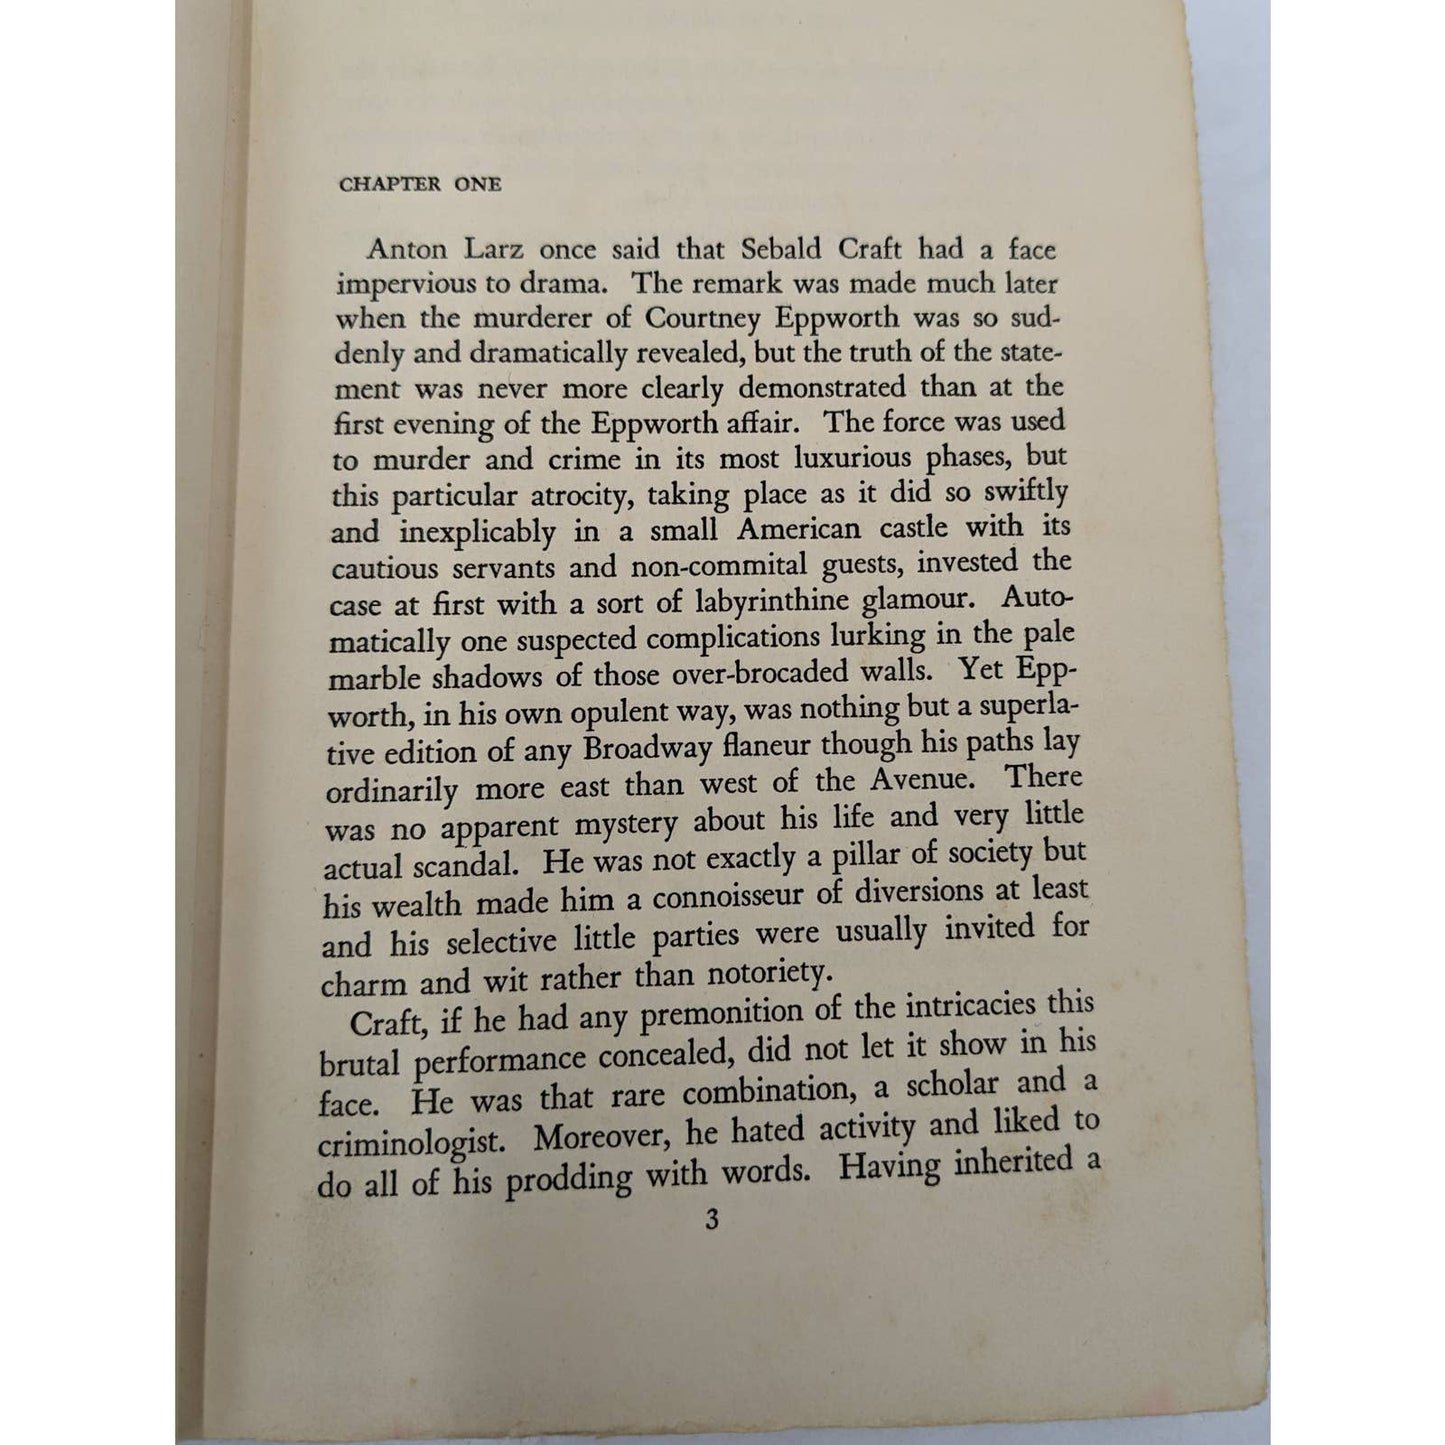 CHAPTER ONE
Anton Larz once said that Sebald Craft had a face
impervious to drama. The remark was made much later
when the murderer of Courtney Eppworth was so sud-
denly and dramatically revealed, but the truth of the state-
ment was never more clearly demonstrated than at the
first evening of the Eppworth affair. The force was used
to murder and crime in its most luxurious phases, but
this particular atrocity, taking place as it did so swiftly
and inexplicably in a small American castle with its
cautious servants and non-commital guests, invested the
case at first with a sort of labyrinthine glamour. Auto-
matically one suspected complications lurking in the pale
marble shadows of those over-brocaded walls. Yet Epp-
worth, in his own opulent way, was nothing but a superla-
tive edition of any Broadway flaneur though his paths lay
ordinarily more east than west of the Avenue. There
was no apparent mystery about his life and very little
actual scandal. He was not exactly a pillar of society but
his wealth made him a connoisseur of diversions at least
and his selective little parties were usually invited for
charm and wit rather than notoriety.
Craft, if he had any premonition of the intricacies this
brutal performance concealed, did not let it show in his
face. He was that rare combination, a scholar and a
criminologist. Moreover, he hated activity and liked to
do all of his prodding with words. Having inherited a
3